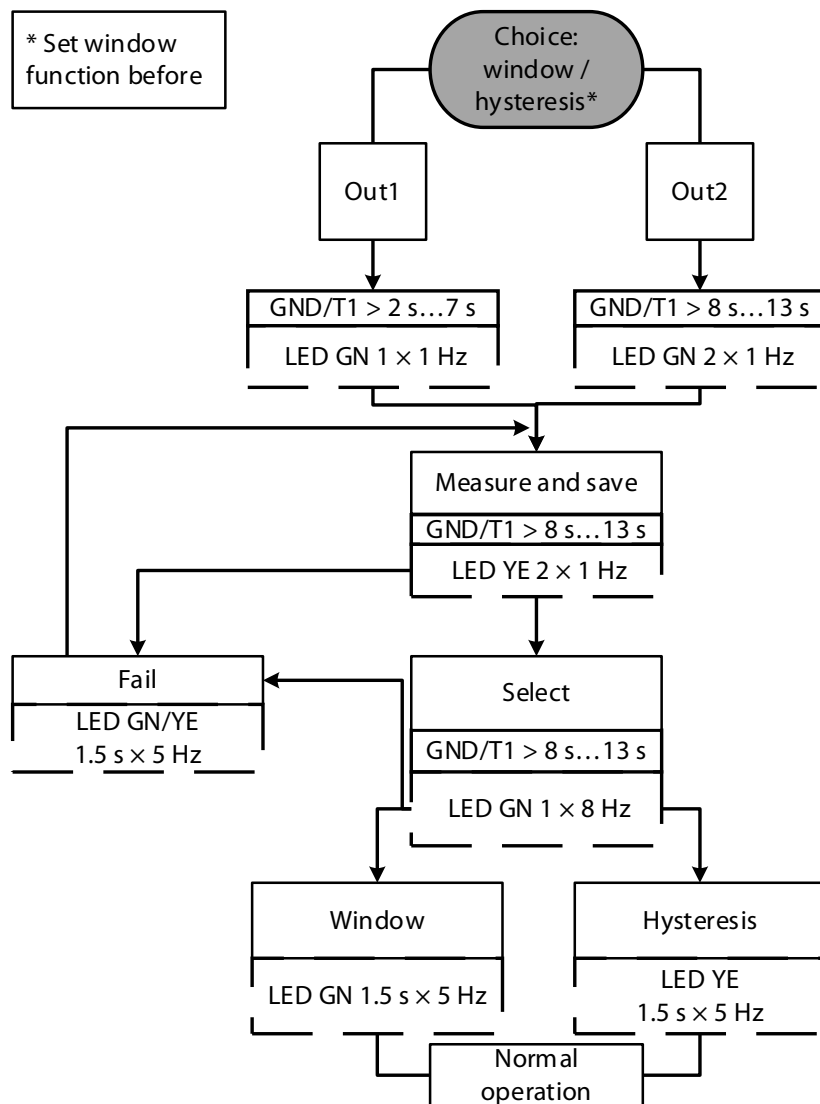 * Set window
function before
Choice:
window /
hysteresis*
Out1
Out2
GND/T1 > 2 s…7 s
LED GN 1 × 1 Hz
GND/T1 > 8 s…13 s
LED GN 2 × 1 Hz
Measure and save
GND/T1 > 8 s…13 s
LED YE 2 × 1 Hz
Fail
LED GN/YE
1.5 s × 5 Hz
Select
GND/T1 > 8 s…13 s
LED GN 1 × 8 Hz
Window
LED GN 1.5 s × 5 Hz
Hysteresis
LED YE
1.5 s × 5 Hz
Normal
operation